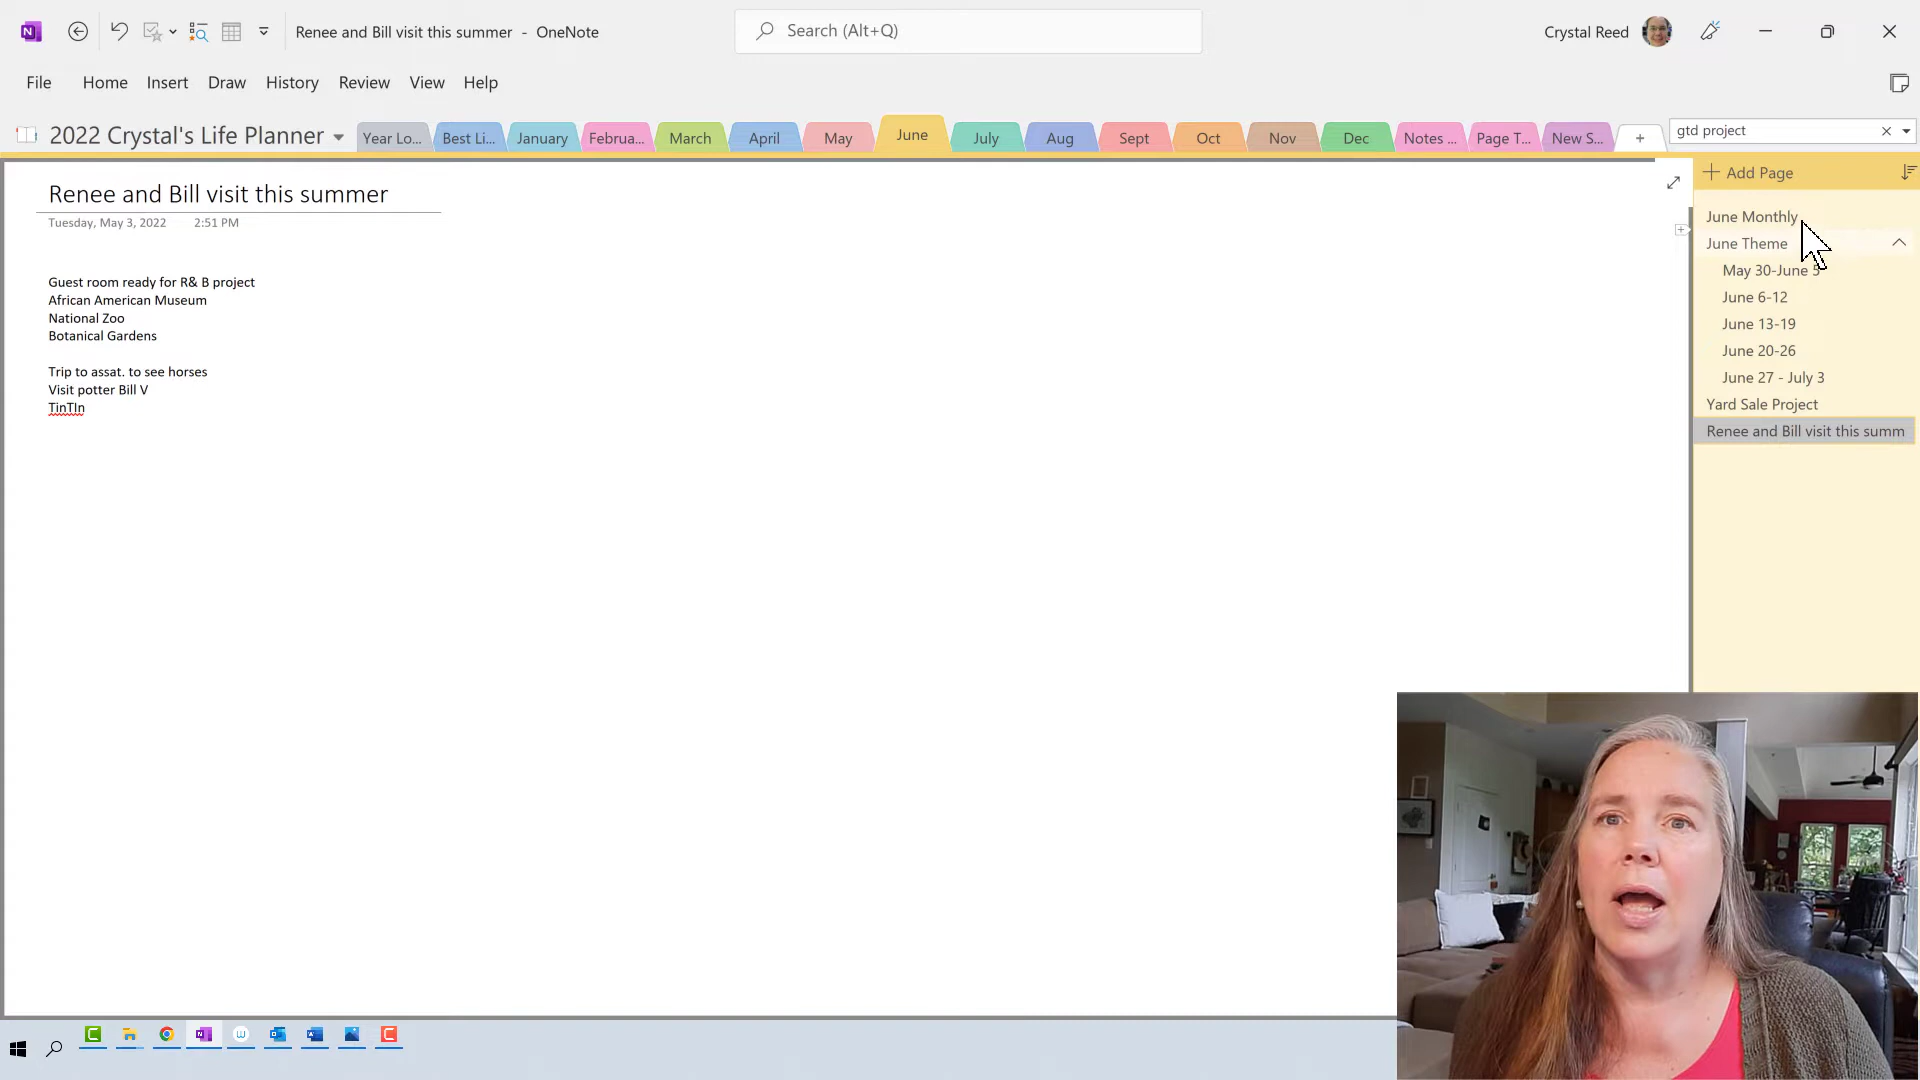 Renee and Bill visit this summer - OneNote
Search (Alt+Q)
Crystal Reed
File Home Insert Draw History Review View Help
2022 Crystal's Life Planner
Year Lo... Best Li... January Februa... March April May June July Aug Sept Oct Nov Dec Notes ... Page T... New S... +
gtd project
Renee and Bill visit this summer
Tuesday, May 3, 2022 2:51 PM
Guest room ready for R& B project
African American Museum
National Zoo
Botanical Gardens
Trip to assat. to see horses
Visit potter Bill V
TinTIn
Add Page
June Monthly
June Theme
May 30-June 5
June 6-12
June 13-19
June 20-26
June 27 - July 3
Yard Sale Project
Renee and Bill visit this summ